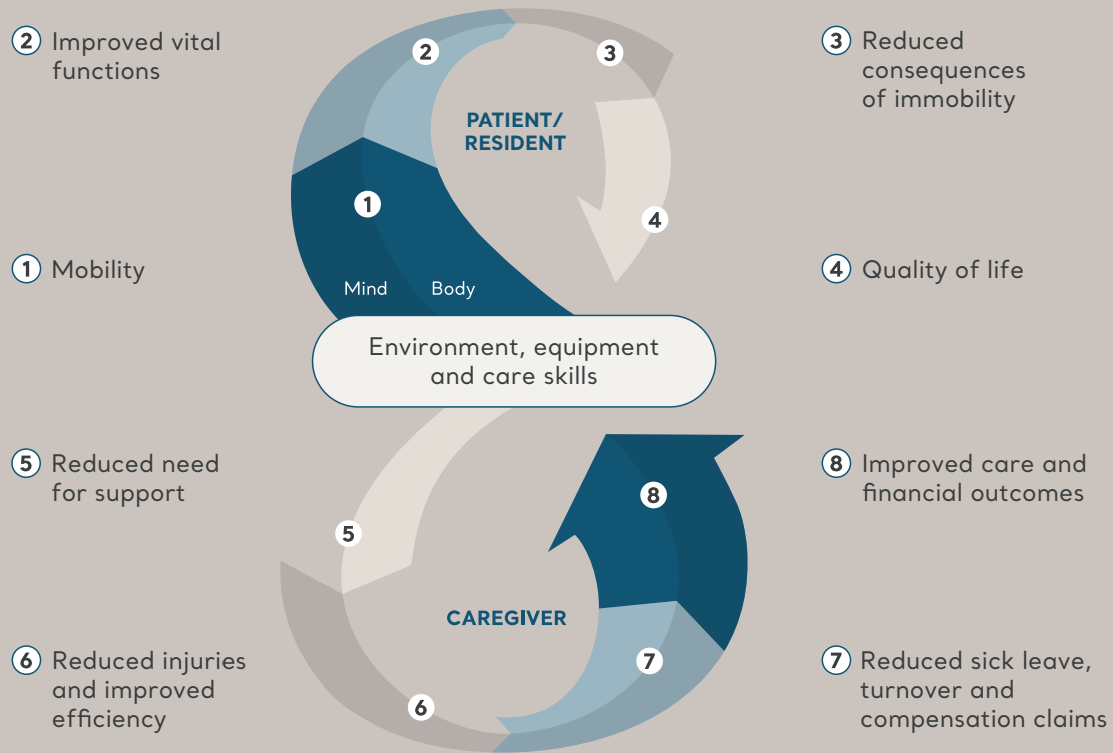 2 Improved vital
functions
2
3
3 Reduced
consequences
of immobility
PATIENT/
RESIDENT
1
4
1 Mobility
Mind Body
4 Quality of life
Environment, equipment
and care skills
5 Reduced need
for support
5
8
8 Improved care and
financial outcomes
CAREGIVER
6 Reduced injuries
and improved
efficiency
6
7
7 Reduced sick leave,
turnover and
compensation claims